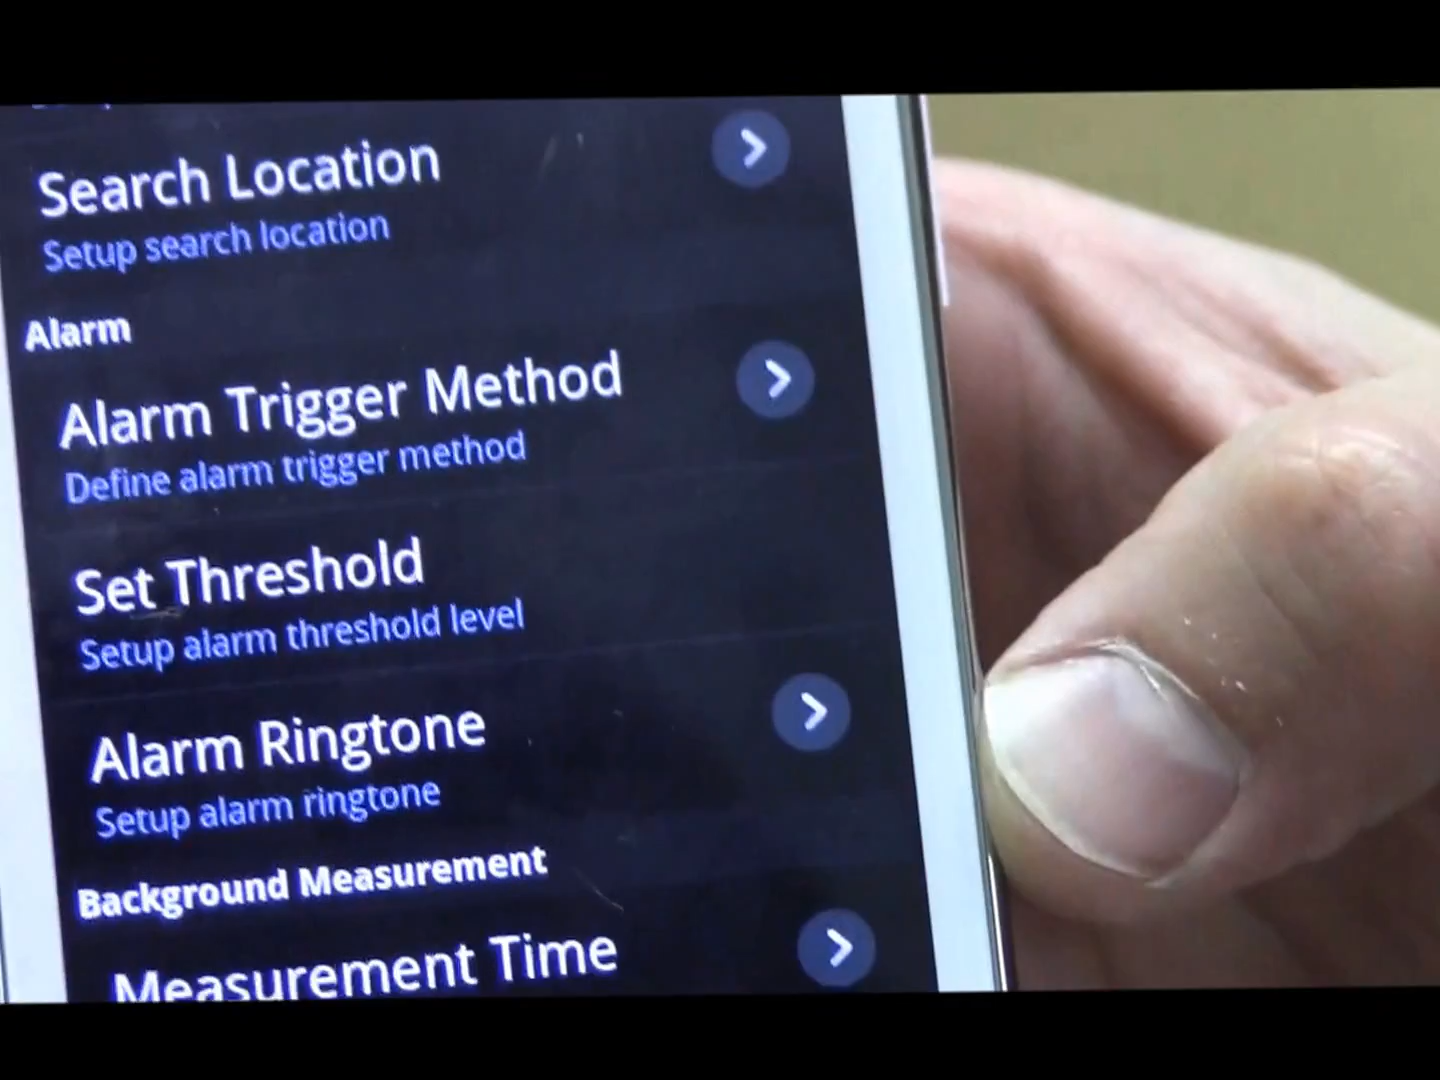 Search Location
Setup search location
Alarm
Alarm Trigger Method
Define alarm trigger method
Set Threshold
Setup alarm threshold level
Alarm Ringtone
Setup alarm ringtone
Background Measurement
Measurement Time